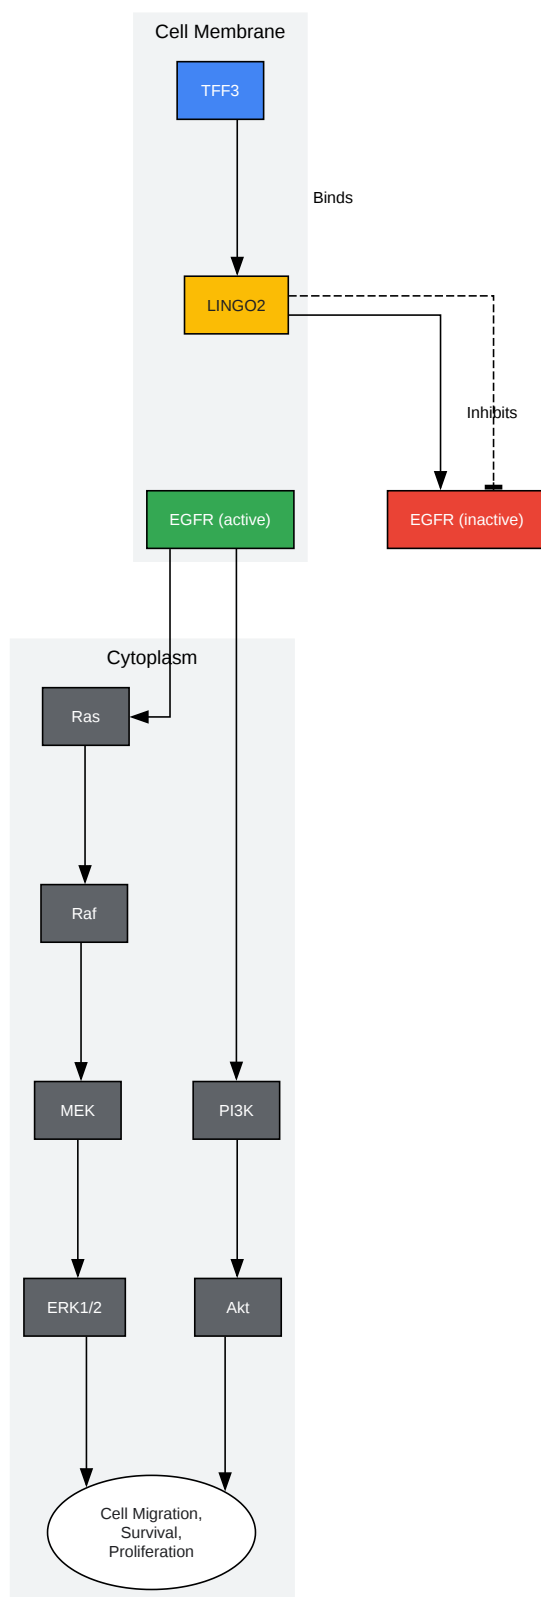 Cell Membrane
TFF3
Binds
LINGO2
Inhibits
EGFR (active)
EGFR (inactive)
Cytoplasm
Ras
Raf
MEK
PI3K
ERK1/2
Akt
Cell Migration,
Survival,
Proliferation